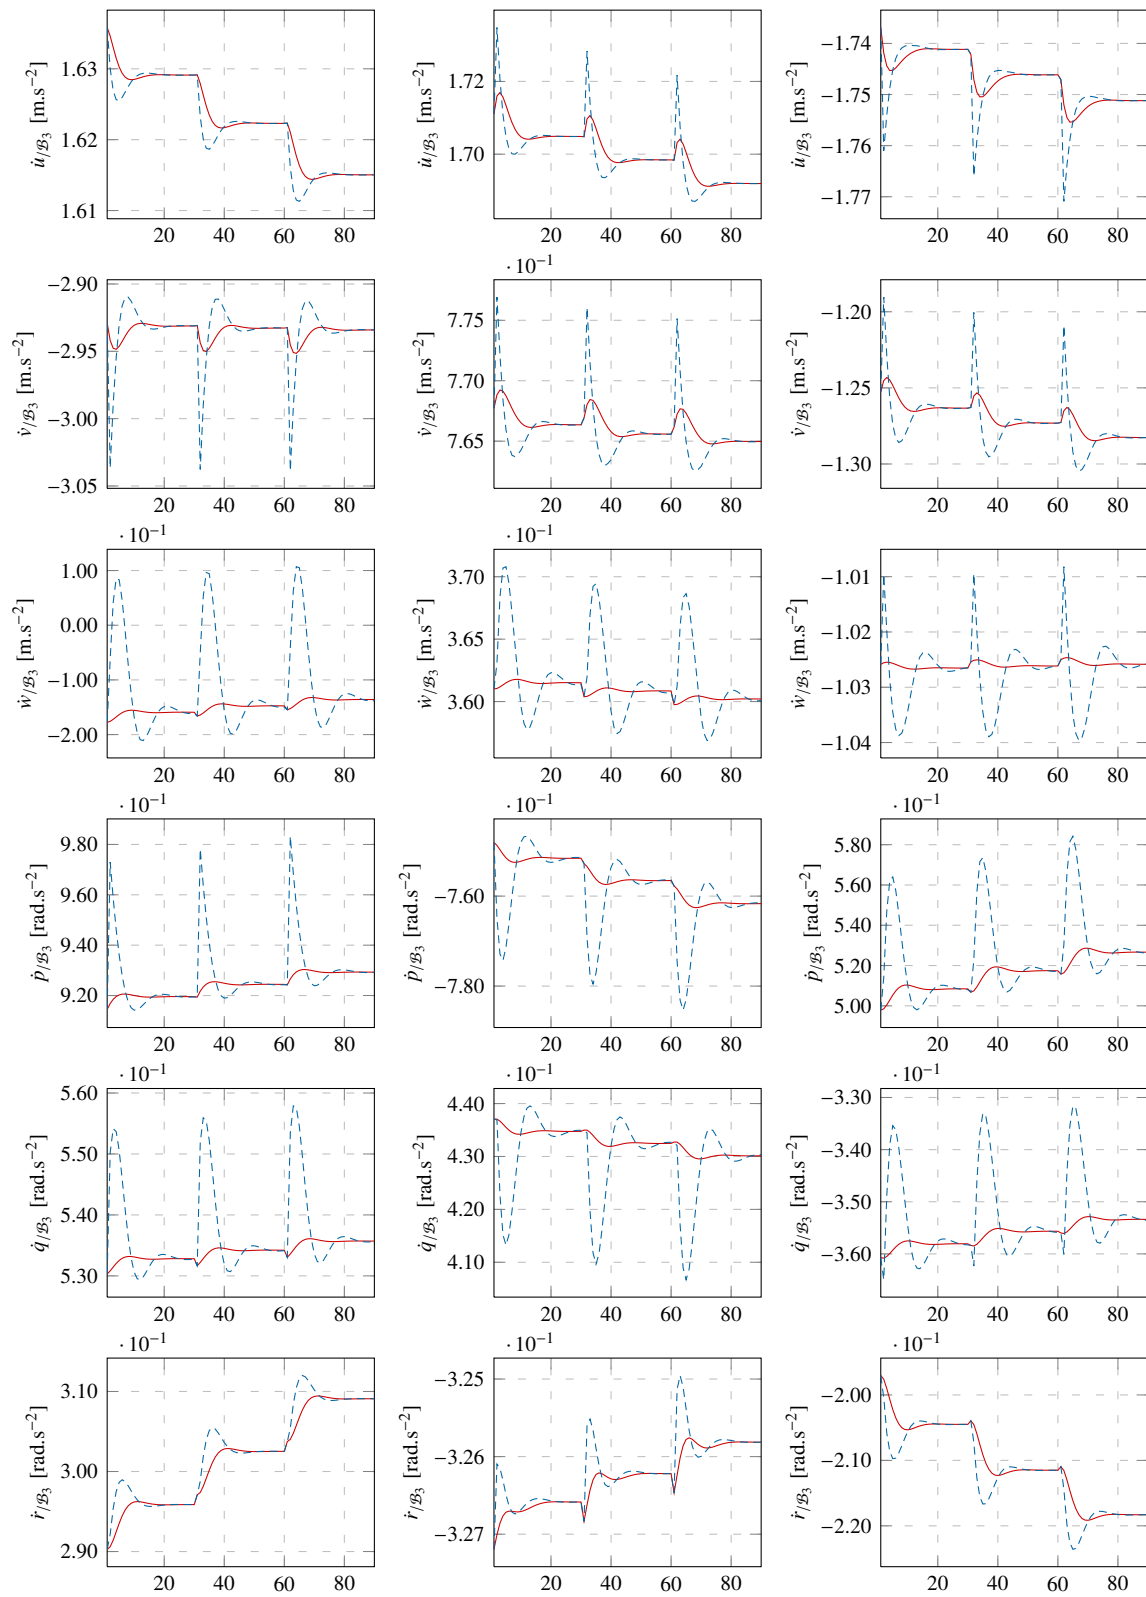 1.63
1.62
1.61
u̇/ℬ₃ [m.s⁻²]
20 40 60 80
1.72
1.70
u̇/ℬ₃ [m.s⁻²]
20 40 60 80
−1.74
−1.75
−1.76
−1.77
u̇/ℬ₃ [m.s⁻²]
20 40 60 80
−2.90
−2.95
−3.00
−3.05
v̇/ℬ₃ [m.s⁻²]
20 40 60 80
·10⁻¹
7.75
7.70
7.65
v̇/ℬ₃ [m.s⁻²]
20 40 60 80
−1.20
−1.25
−1.30
v̇/ℬ₃ [m.s⁻²]
20 40 60 80
·10⁻¹
1.00
0.00
−1.00
−2.00
ẇ/ℬ₃ [m.s⁻²]
20 40 60 80
·10⁻¹
3.70
3.65
3.60
ẇ/ℬ₃ [m.s⁻²]
20 40 60 80
−1.01
−1.02
−1.03
−1.04
ẇ/ℬ₃ [m.s⁻²]
20 40 60 80
·10⁻¹
9.80
9.60
9.40
9.20
ṗ/ℬ₃ [rad.s⁻²]
20 40 60 80
·10⁻¹
−7.60
−7.80
ṗ/ℬ₃ [rad.s⁻²]
20 40 60 80
·10⁻¹
5.80
5.60
5.40
5.20
5.00
ṗ/ℬ₃ [rad.s⁻²]
20 40 60 80
·10⁻¹
5.60
5.50
5.40
5.30
q̇/ℬ₃ [rad.s⁻²]
20 40 60 80
·10⁻¹
4.40
4.30
4.20
4.10
q̇/ℬ₃ [rad.s⁻²]
20 40 60 80
·10⁻¹
−3.30
−3.40
−3.50
−3.60
q̇/ℬ₃ [rad.s⁻²]
20 40 60 80
·10⁻¹
3.10
3.00
2.90
ṙ/ℬ₃ [rad.s⁻²]
20 40 60 80
·10⁻¹
−3.25
−3.26
−3.27
ṙ/ℬ₃ [rad.s⁻²]
20 40 60 80
·10⁻¹
−2.00
−2.10
−2.20
ṙ/ℬ₃ [rad.s⁻²]
20 40 60 80